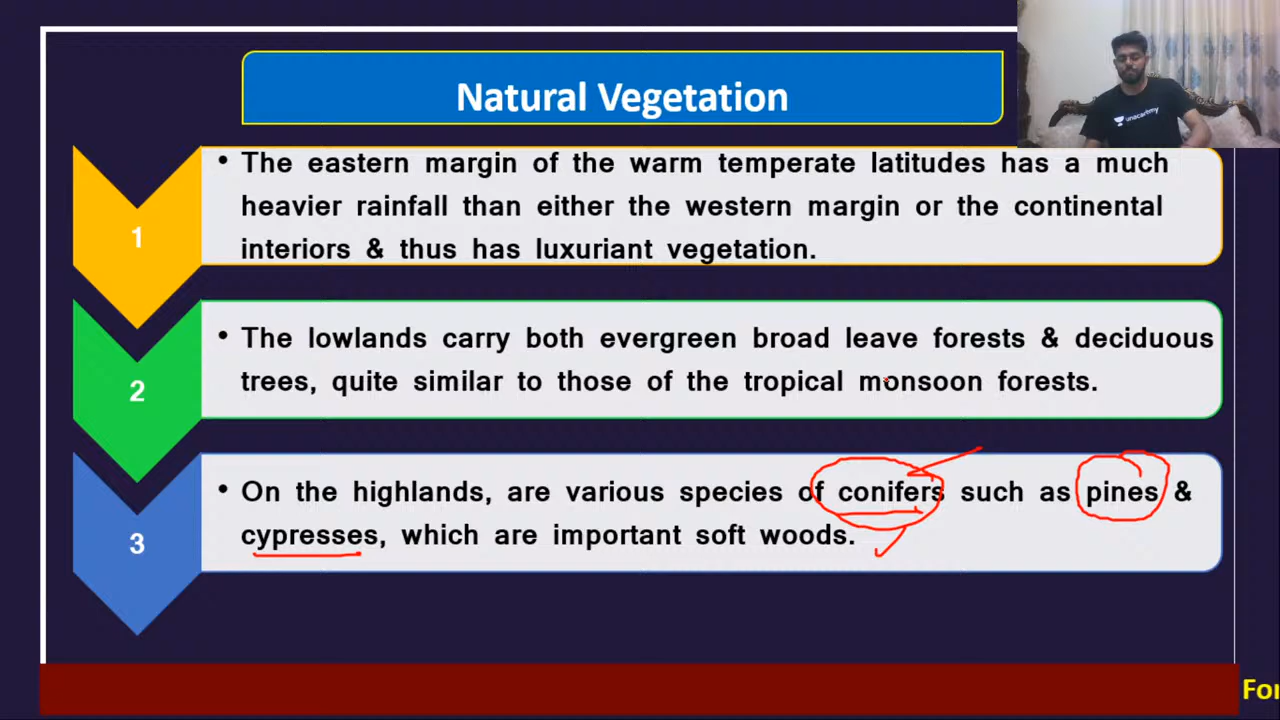 Natural Vegetation
unacademy
1
• The eastern margin of the warm temperate latitudes has a much
heavier rainfall than either the western margin or the continental
interiors & thus has luxuriant vegetation.
2
• The lowlands carry both evergreen broad leave forests & deciduous
trees, quite similar to those of the tropical monsoon forests.
3
• On the highlands, are various species of conifers such as pines &
cypresses, which are important soft woods.